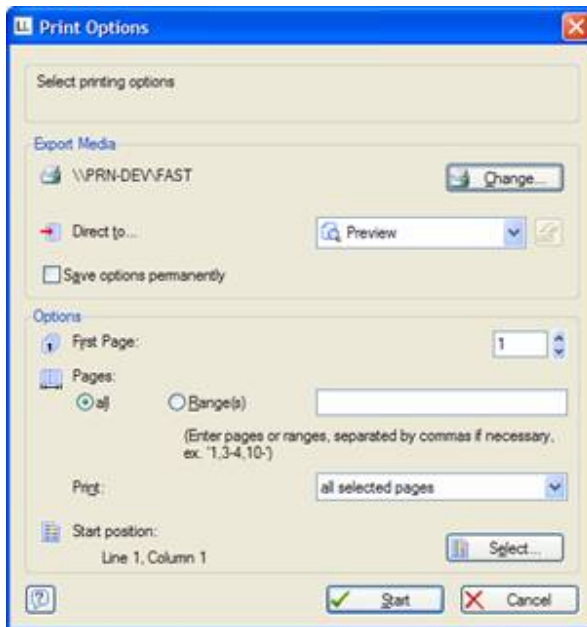 LL Print Options
Select printing options
Export Media
\\PRN-DEV\FAST
Change...
Direct to...
Preview
Save options permanently
Options
First Page:
1
Pages:
all
Range(s)
(Enter pages or ranges, separated by commas if necessary,
ex. '1,3-4,10-')
Print:
all selected pages
Start position:
Line 1, Column 1
Select...
?
Start
Cancel